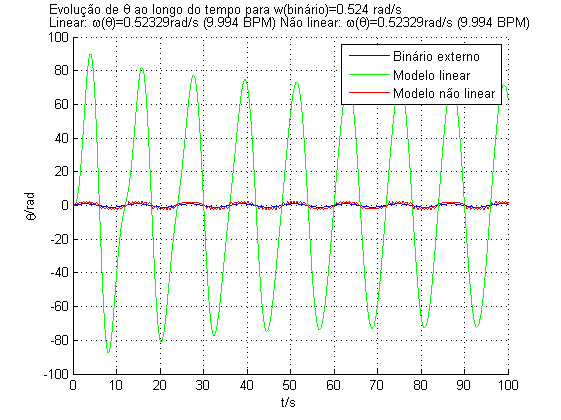 Evolução de θ ao longo do tempo para w(binário)=0.524 rad/s
Linear: ω(θ)=0.52329rad/s (9.994 BPM) Não linear: ω(θ)=0.52329rad/s (9.994 BPM)
100
80
60
40
20
0
-20
-40
-60
-80
-100
θ/rad
Binário externo
Modelo linear
Modelo não linear
0 10 20 30 40 50 60 70 80 90 100
t/s